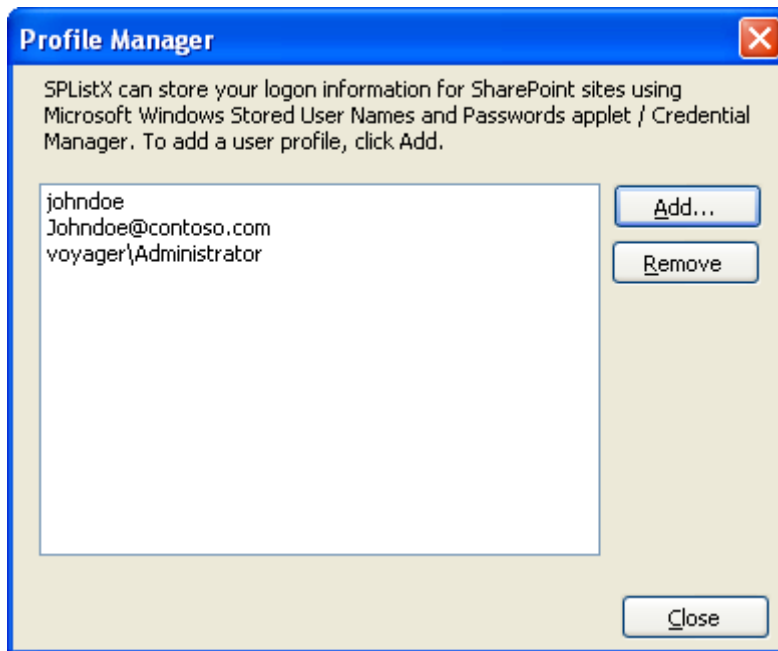 Profile Manager
SPListX can store your logon information for SharePoint sites using
Microsoft Windows Stored User Names and Passwords applet / Credential
Manager. To add a user profile, click Add.
johndoe
Johndoe@contoso.com
voyager\Administrator
Add...
Remove
Close